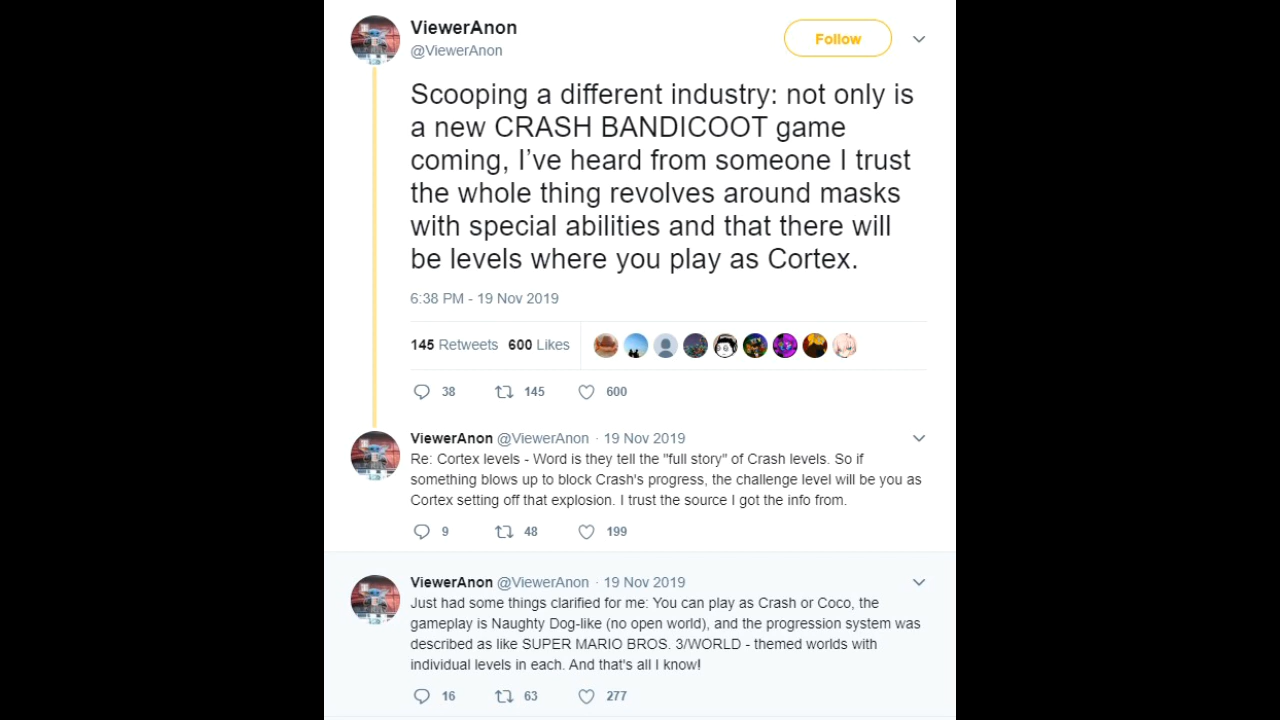 ViewerAnon
@ViewerAnon
Follow
Scooping a different industry: not only is
a new CRASH BANDICOOT game
coming, I've heard from someone I trust
the whole thing revolves around masks
with special abilities and that there will
be levels where you play as Cortex.
6:38 PM - 19 Nov 2019
145 Retweets 600 Likes
38 145 600
ViewerAnon @ViewerAnon · 19 Nov 2019
Re: Cortex levels - Word is they tell the "full story" of Crash levels. So if
something blows up to block Crash's progress, the challenge level will be you as
Cortex setting off that explosion. I trust the source I got the info from.
9 48 199
ViewerAnon @ViewerAnon · 19 Nov 2019
Just had some things clarified for me: You can play as Crash or Coco, the
gameplay is Naughty Dog-like (no open world), and the progression system was
described as like SUPER MARIO BROS. 3/WORLD - themed worlds with
individual levels in each. And that's all I know!
16 63 277